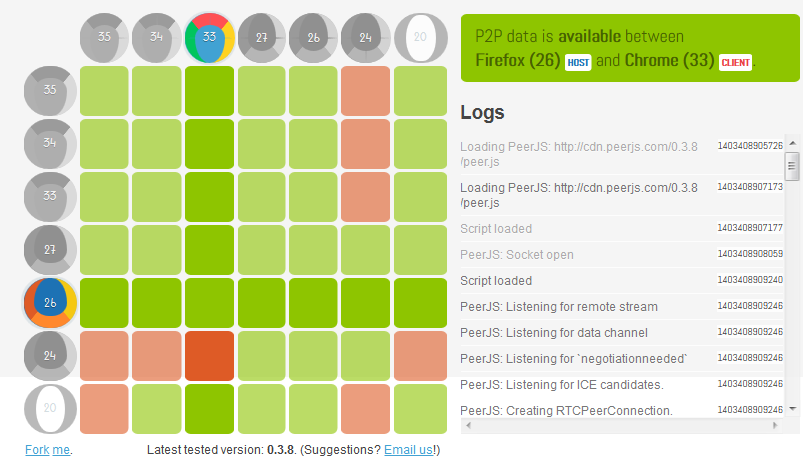 35 34 33 27 26 24 20
35
34
33
27
26
24
20
Fork me.
Latest tested version: 0.3.8. (Suggestions? Email us!)
P2P data is available between
Firefox (26) HOST and Chrome (33) CLIENT.
Logs
Loading PeerJS: http://cdn.peerjs.com/0.3.8 1403408905726
/peer.js
Loading PeerJS: http://cdn.peerjs.com/0.3.8 1403408907173
/peer.js
Script loaded 1403408907177
PeerJS: Socket open 1403408908059
Script loaded 1403408909240
PeerJS: Listening for remote stream 1403408909246
PeerJS: Listening for data channel 1403408909246
PeerJS: Listening for `negotiationneeded` 1403408909246
PeerJS: Listening for ICE candidates. 1403408909246
PeerJS: Creating RTCPeerConnection. 1403408909246